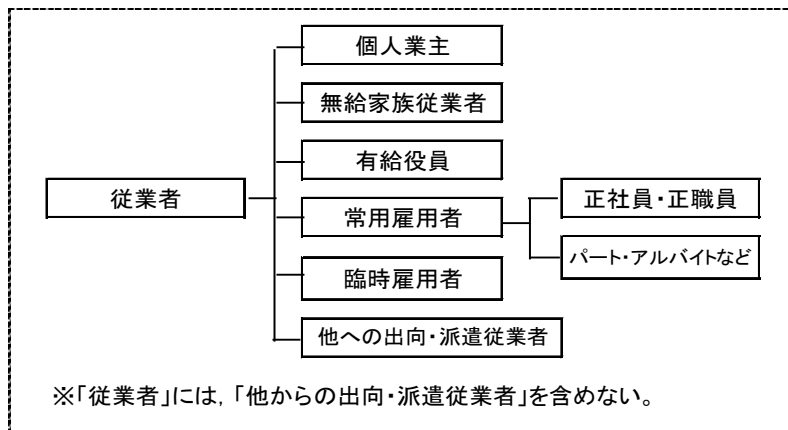 個人業主
無給家族従業者
有給役員
従業者
常用雇用者
正社員・正職員
パート・アルバイトなど
臨時雇用者
他への出向・派遣従業者
※「従業者」には，「他からの出向・派遣従業者」を含めない。